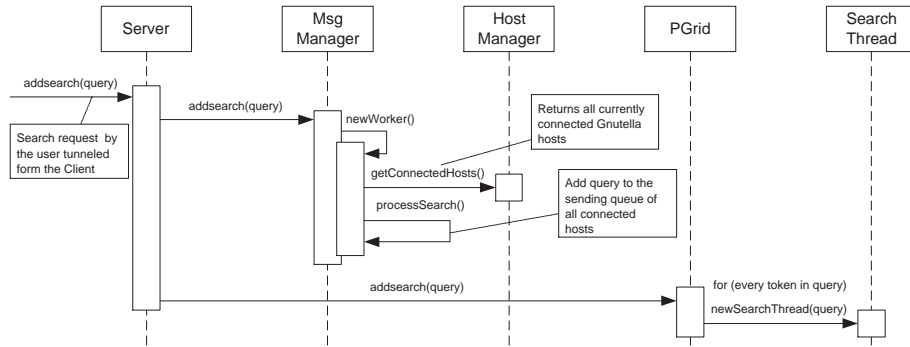 Server
Msg
Manager
Host
Manager
PGrid
Search
Thread
addsearch(query)
Search request by
the user tunneled
form the Client
addsearch(query)
newWorker()
Returns all currently
connected Gnutella
hosts
getConnectedHosts()
processSearch()
Add query to the
sending queue of
all connected
hosts
addsearch(query)
for (every token in query)
newSearchThread(query)